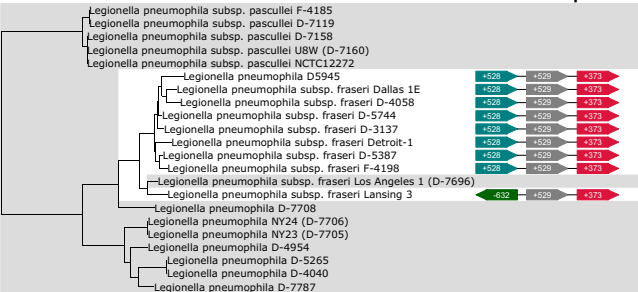 Legionella pneumophila subsp. pascullei F-4185
Legionella pneumophila subsp. pascullei D-7119
Legionella pneumophila subsp. pascullei D-7158
Legionella pneumophila subsp. pascullei U8W (D-7160)
Legionella pneumophila subsp. pascullei NCTC12272
Legionella pneumophila D5945 +528 +529 +373
Legionella pneumophila subsp. fraseri Dallas 1E +528 +529 +373
Legionella pneumophila subsp. fraseri D-4058 +528 +529 +373
Legionella pneumophila subsp. fraseri D-5744 +528 +529 +373
Legionella pneumophila subsp. fraseri D-3137 +528 +529 +373
Legionella pneumophila subsp. fraseri Detroit-1 +528 +529 +373
Legionella pneumophila subsp. fraseri D-5387 +528 +529 +373
Legionella pneumophila subsp. fraseri F-4198 +528 +529 +373
Legionella pneumophila subsp. fraseri Los Angeles 1 (D-7696)
Legionella pneumophila subsp. fraseri Lansing 3 -632 +529 +373
Legionella pneumophila D-7708
Legionella pneumophila NY24 (D-7706)
Legionella pneumophila NY23 (D-7705)
Legionella pneumophila D-4954
Legionella pneumophila D-5265
Legionella pneumophila D-4040
Legionella pneumophila D-7787